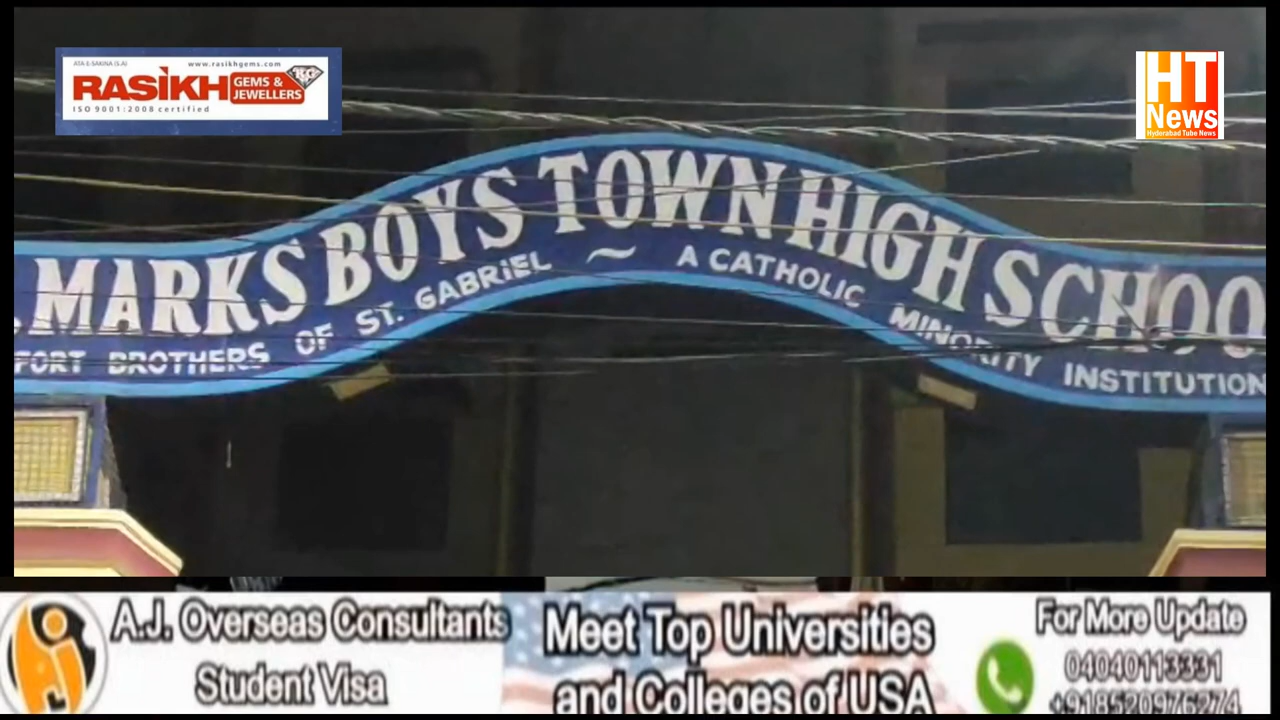 ATA-E-SAKINA (S.A) www.rasikhgems.com
RASIKH GEMS & JEWELLERS
ISO 9001:2008 certified
HT
News
Hyderabad Tube News
. MARKS BOYS TOWN HIGH SCHOO
FORT BROTHERS OF ST. GABRIEL ~ A CATHOLIC MINORITY INSTITUTION
A.J. Overseas Consultants
Student Visa
Meet Top Universities
and Colleges of USA
For More Update
04040113331
+918520976274